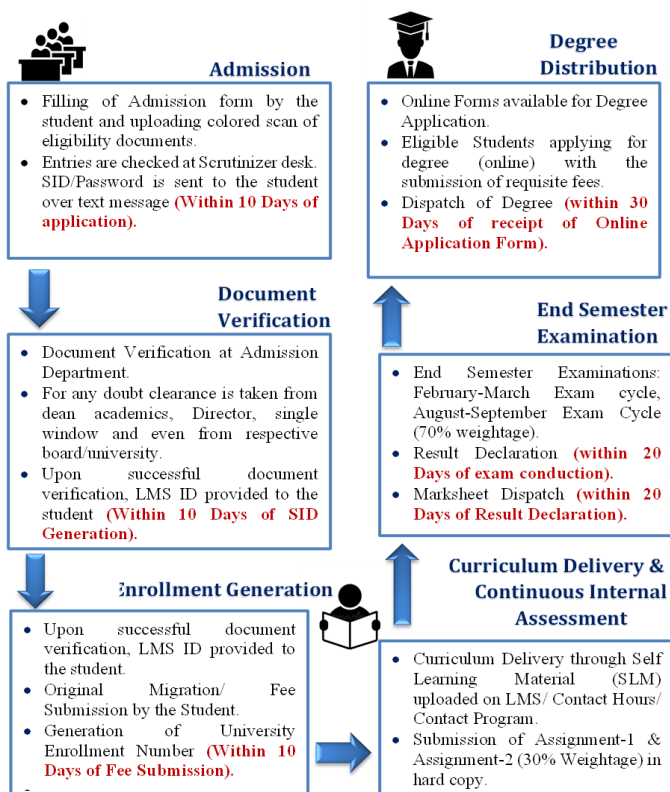 Admission
● Filling of Admission form by the
student and uploading colored scan of
eligibility documents.
● Entries are checked at Scrutinizer desk.
SID/Password is sent to the student
over text message (Within 10 Days of
application).
Document
Verification
● Document Verification at Admission
Department.
● For any doubt clearance is taken from
dean academics, Director, single
window and even from respective
board/university.
● Upon successful document
verification, LMS ID provided to the
student (Within 10 Days of SID
Generation).
Enrollment Generation
● Upon successful document
verification, LMS ID provided to
the student.
● Original Migration/ Fee
Submission by the Student.
● Generation of University
Enrollment Number (Within 10
Days of Fee Submission).
Curriculum Delivery &
Continuous Internal
Assessment
● Curriculum Delivery through Self
Learning Material (SLM)
uploaded on LMS/ Contact Hours/
Contact Program.
● Submission of Assignment-1 &
Assignment-2 (30% Weightage) in
hard copy.
End Semester
Examination
● End Semester Examinations:
February-March Exam cycle,
August-September Exam Cycle
(70% weightage).
● Result Declaration (within 20
Days of exam conduction).
● Marksheet Dispatch (within 20
Days of Result Declaration).
Degree
Distribution
● Online Forms available for Degree
Application.
● Eligible Students applying for
degree (online) with the
submission of requisite fees.
● Dispatch of Degree (within 30
Days of receipt of Online
Application Form).